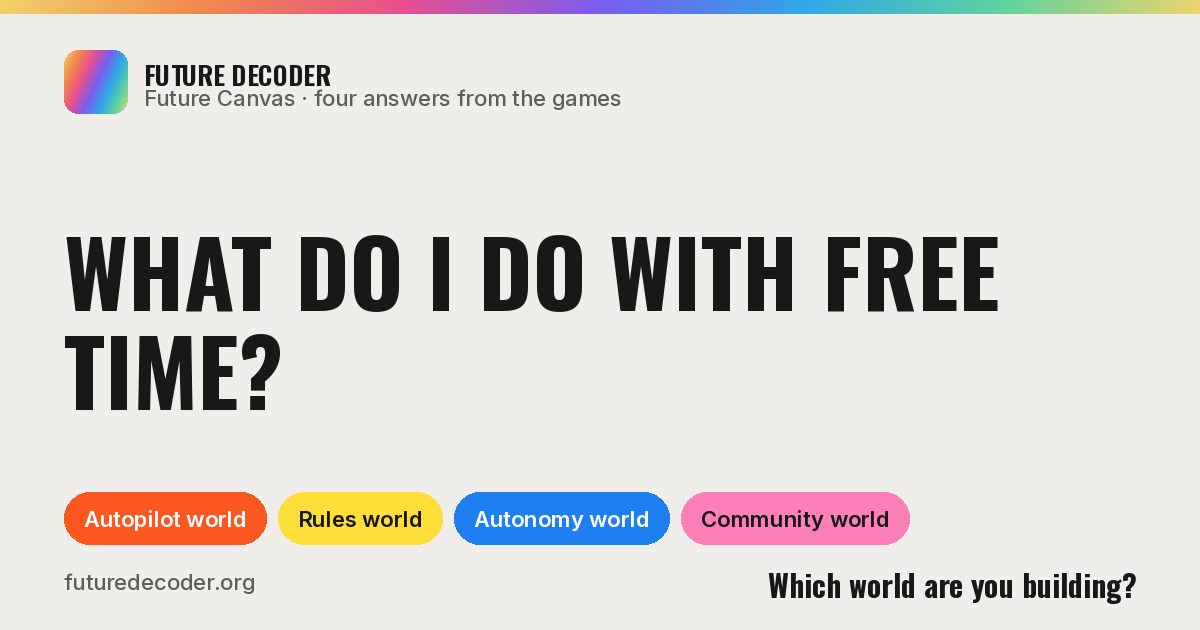 FUTURE DECODER
Future Canvas · four answers from the games
WHAT DO I DO WITH FREE
TIME?
Autopilot world
Rules world
Autonomy world
Community world
futuredecoder.org
Which world are you building?